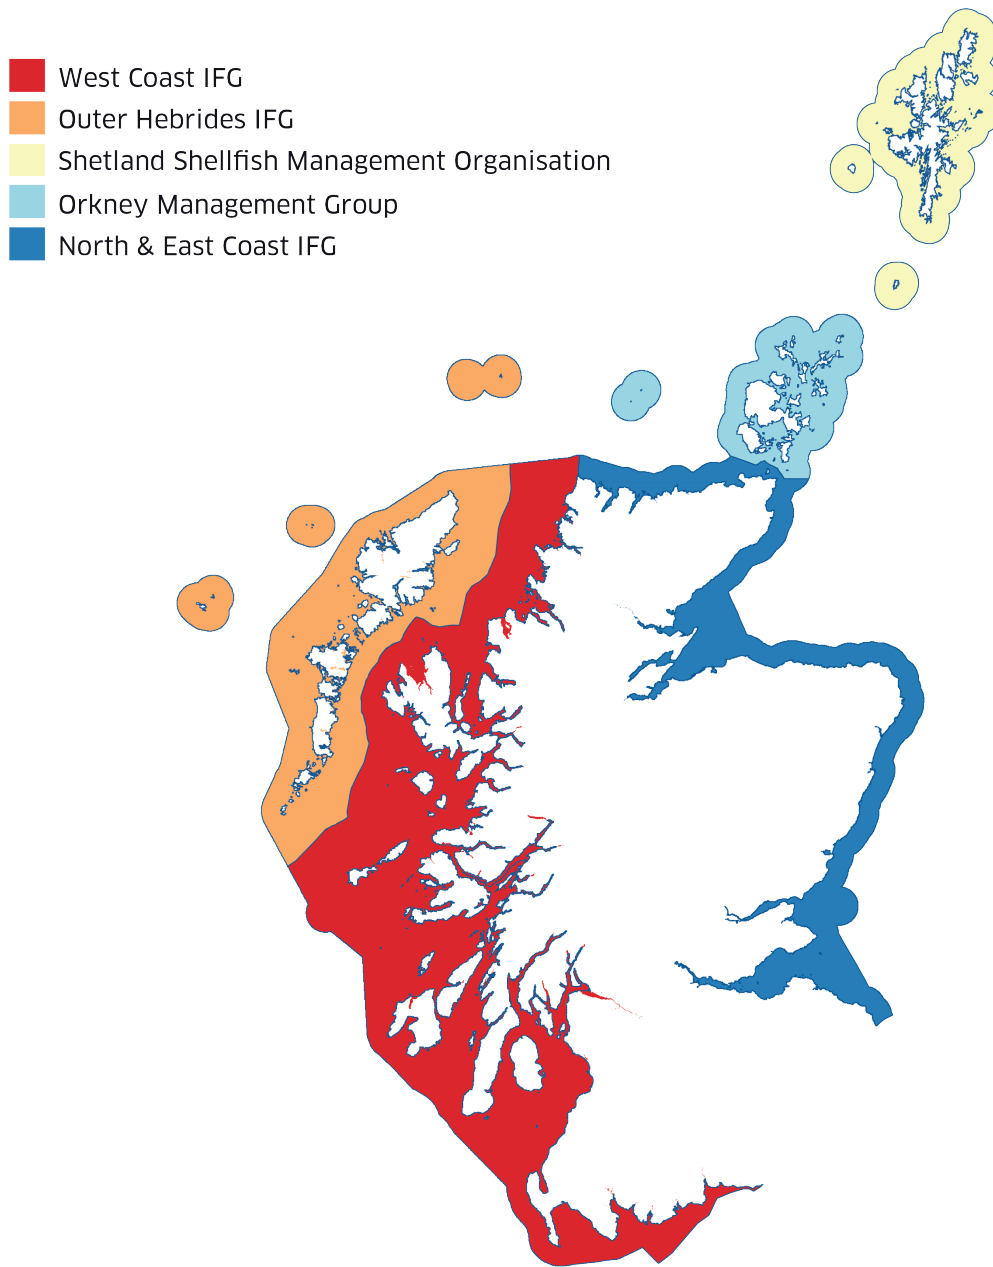 West Coast IFG
Outer Hebrides IFG
Shetland Shellfish Management Organisation
Orkney Management Group
North & East Coast IFG